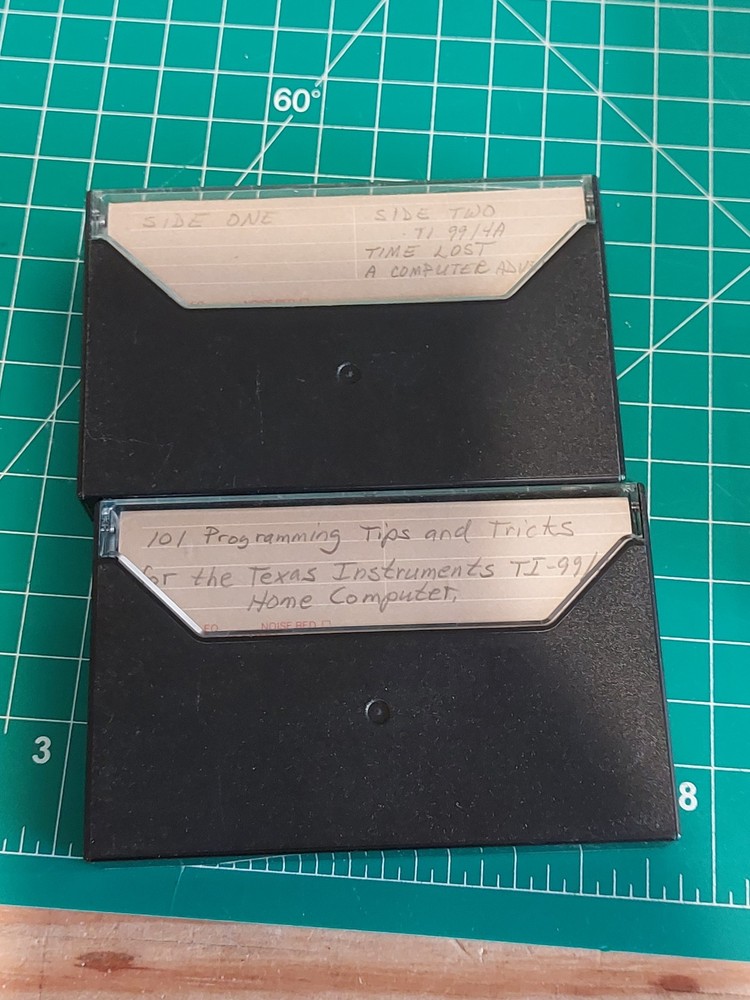 60°
SIDE ONE
SIDE TWO
TI 99/4A
TIME LOST
A COMPUTER ADV
101 Programming Tips and Tricks
for the Texas Instruments TI-99/
Home Computer.
EQ NOISE RED
3
8